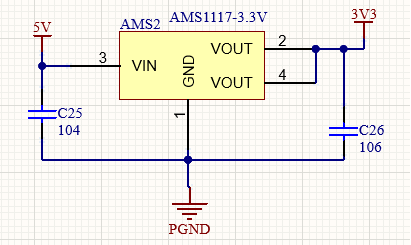 5V
AMS2
AMS1117-3.3V
3V3
3
VIN
GND
VOUT
2
VOUT
4
1
C25
104
C26
106
PGND